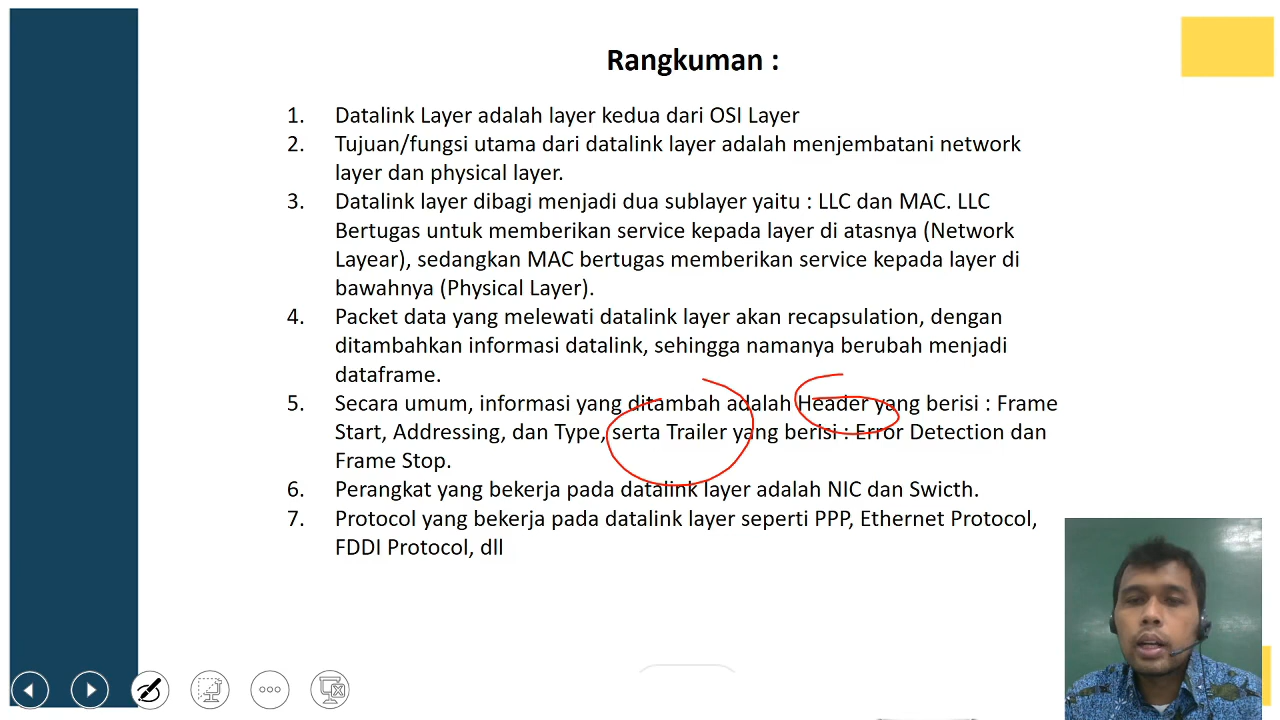 Rangkuman :
1. Datalink Layer adalah layer kedua dari OSI Layer
2. Tujuan/fungsi utama dari datalink layer adalah menjembatani network
layer dan physical layer.
3. Datalink layer dibagi menjadi dua sublayer yaitu : LLC dan MAC. LLC
Bertugas untuk memberikan service kepada layer di atasnya (Network
Layear), sedangkan MAC bertugas memberikan service kepada layer di
bawahnya (Physical Layer).
4. Packet data yang melewati datalink layer akan recapsulation, dengan
ditambahkan informasi datalink, sehingga namanya berubah menjadi
dataframe.
5. Secara umum, informasi yang ditambah adalah Header yang berisi : Frame
Start, Addressing, dan Type, serta Trailer yang berisi : Error Detection dan
Frame Stop.
6. Perangkat yang bekerja pada datalink layer adalah NIC dan Swicth.
7. Protocol yang bekerja pada datalink layer seperti PPP, Ethernet Protocol,
FDDI Protocol, dll